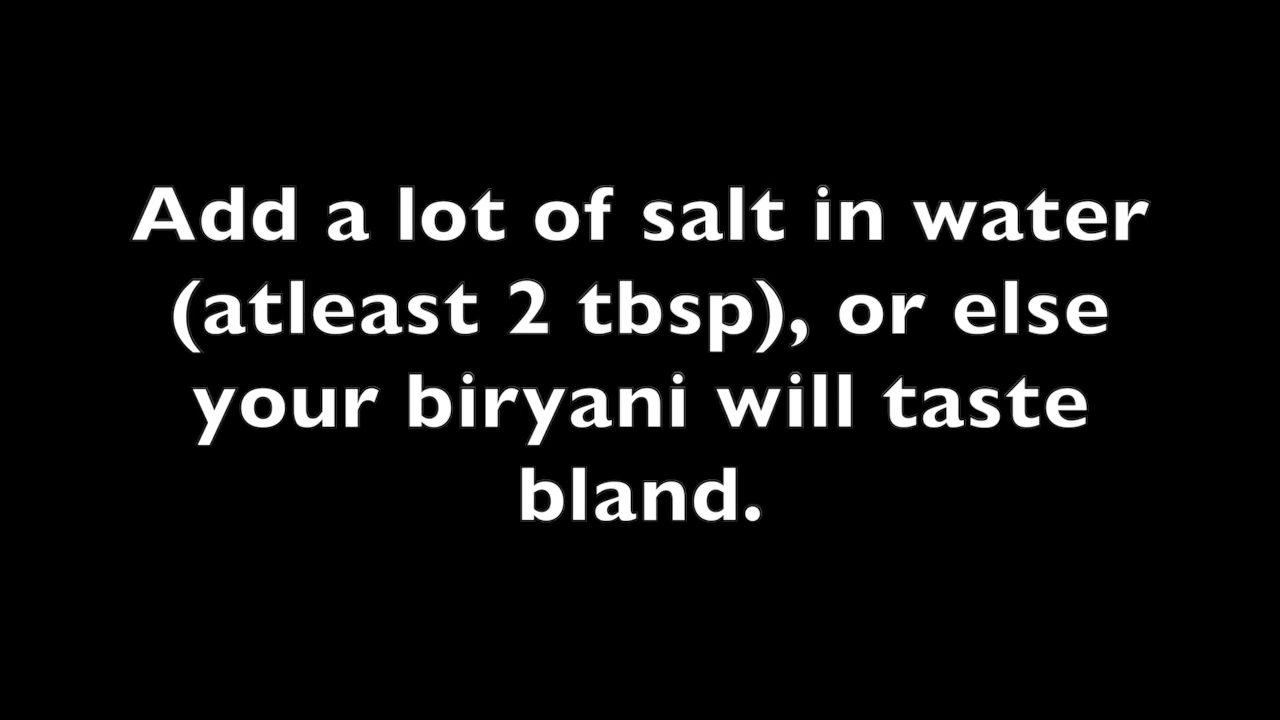 Add a lot of salt in water
(atleast 2 tbsp), or else
your biryani will taste
bland.